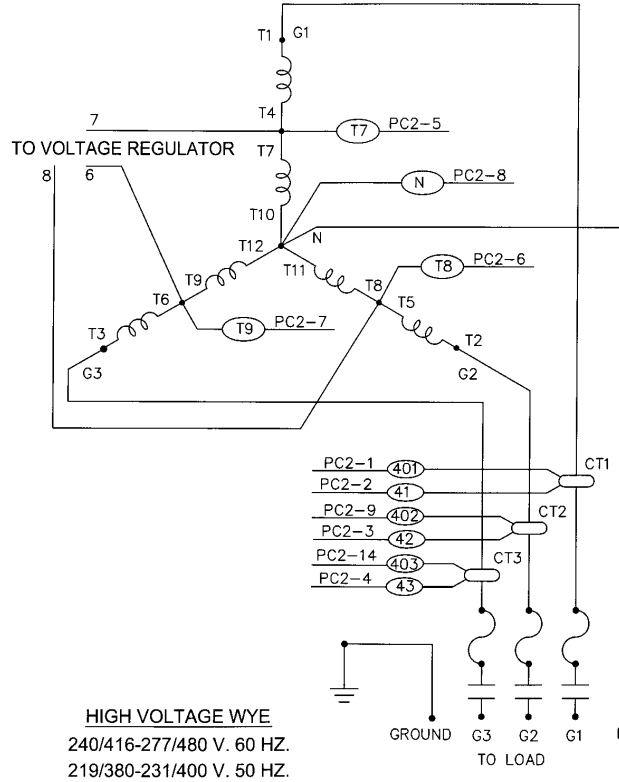 T1 G1
T4
7
T7 PC2-5
TO VOLTAGE REGULATOR
T7
8 6
N PC2-8
T10
T12 N
T11
T8 PC2-6
T9
T8
T6 T5
T9 PC2-7
T3 T2
G3 G2
PC2-1 401 CT1
PC2-2 41
PC2-9 402 CT2
PC2-3 42
PC2-14 403 CT3
PC2-4 43
HIGH VOLTAGE WYE
240/416-277/480 V. 60 HZ.
219/380-231/400 V. 50 HZ.
GROUND G3 G2 G1
TO LOAD